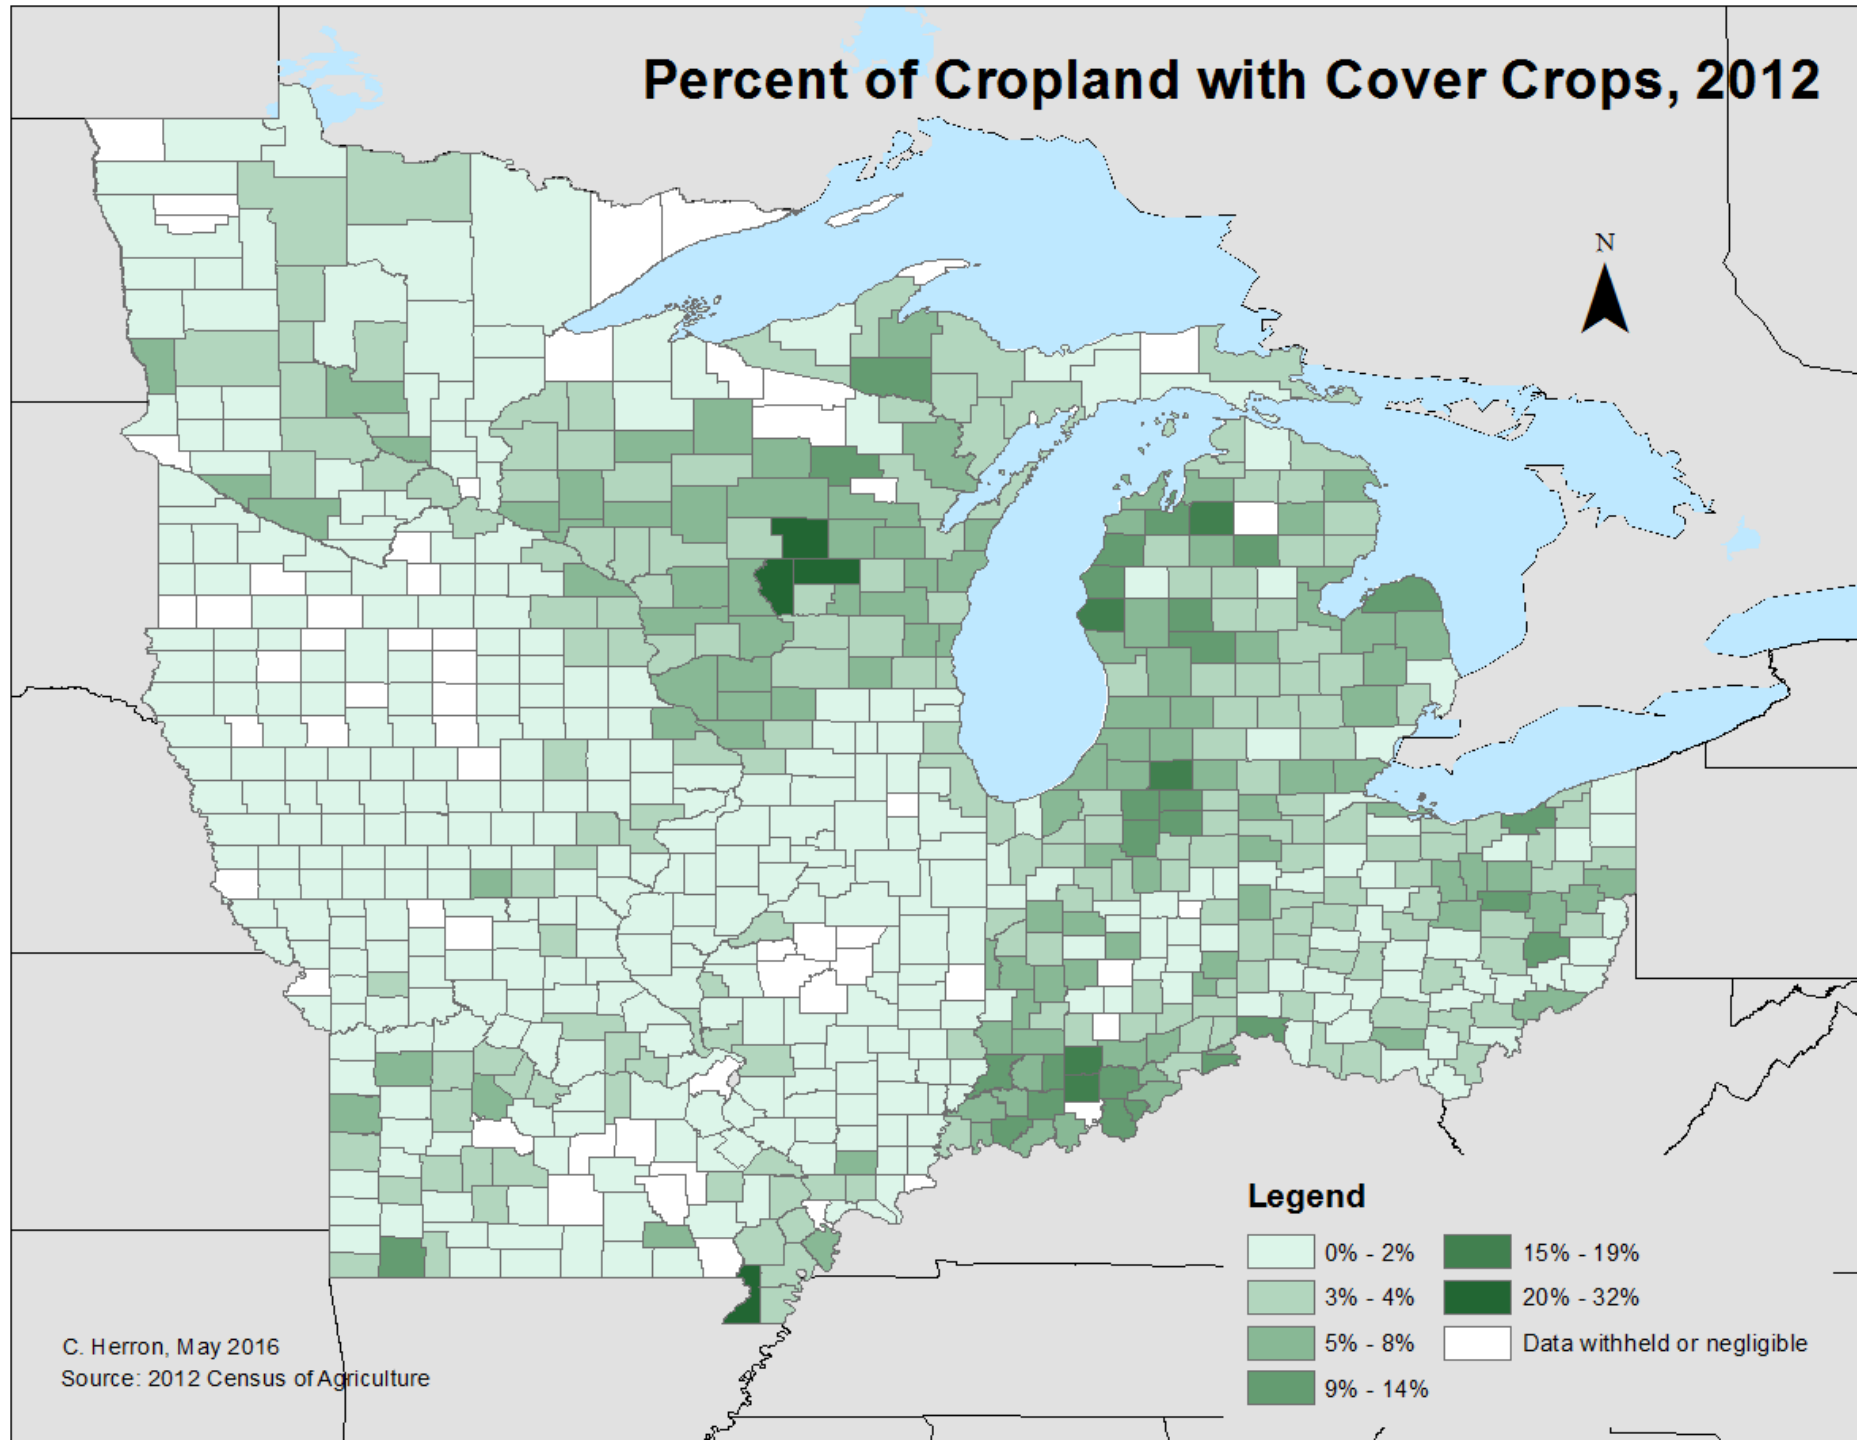 Percent of Cropland with Cover Crops, 2012
N
Legend
0% - 2%
3% - 4%
5% - 8%
9% - 14%
15% - 19%
20% - 32%
Data withheld or negligible
C. Herron, May 2016
Source: 2012 Census of Agriculture